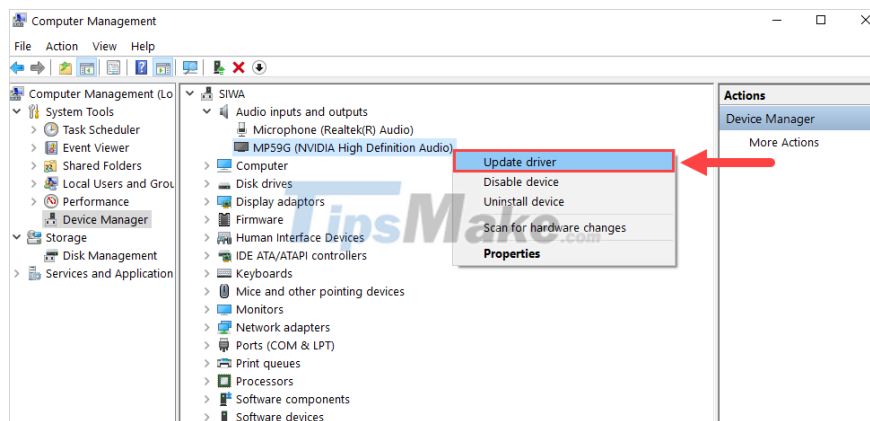 Computer Management
File Action View Help
Computer Management (Lo
System Tools
Task Scheduler
Event Viewer
Shared Folders
Local Users and Grou
Performance
Device Manager
Storage
Disk Management
Services and Application
SIWA
Audio inputs and outputs
Microphone (Realtek(R) Audio)
MP59G (NVIDIA High Definition Audio)
Computer
Disk drives
Display adaptors
Firmware
Human Interface Devices
IDE ATA/ATAPI controllers
Keyboards
Mice and other pointing devices
Monitors
Network adapters
Ports (COM & LPT)
Print queues
Processors
Software components
Software devices
Update driver
Disable device
Uninstall device
Scan for hardware changes
Properties
Actions
Device Manager
More Actions
TipsMake.com